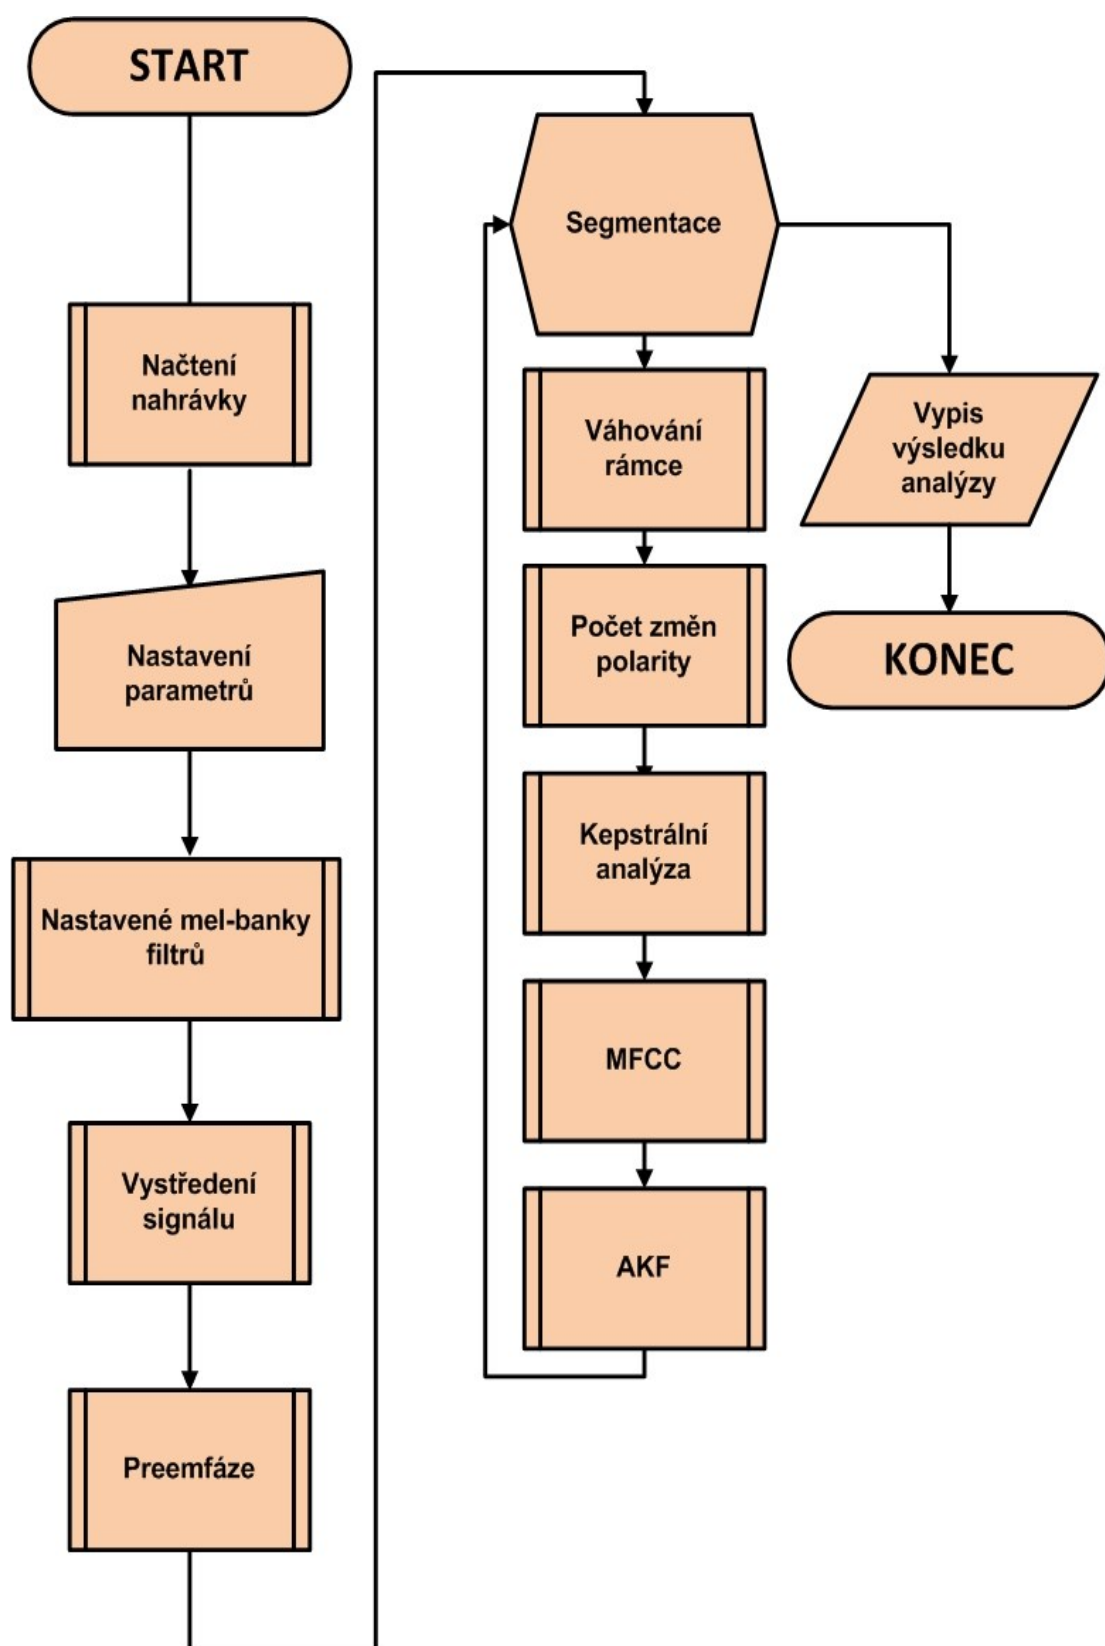 START
Načtení
nahrávky
Nastavení
parametrů
Nastavené mel-banky
filtrů
Vystředení
signálu
Preemfáze
Segmentace
Váhování
rámce
Počet změn
polarity
Kepstrální
analýza
MFCC
AKF
Vypis
výsledku
analýzy
KONEC